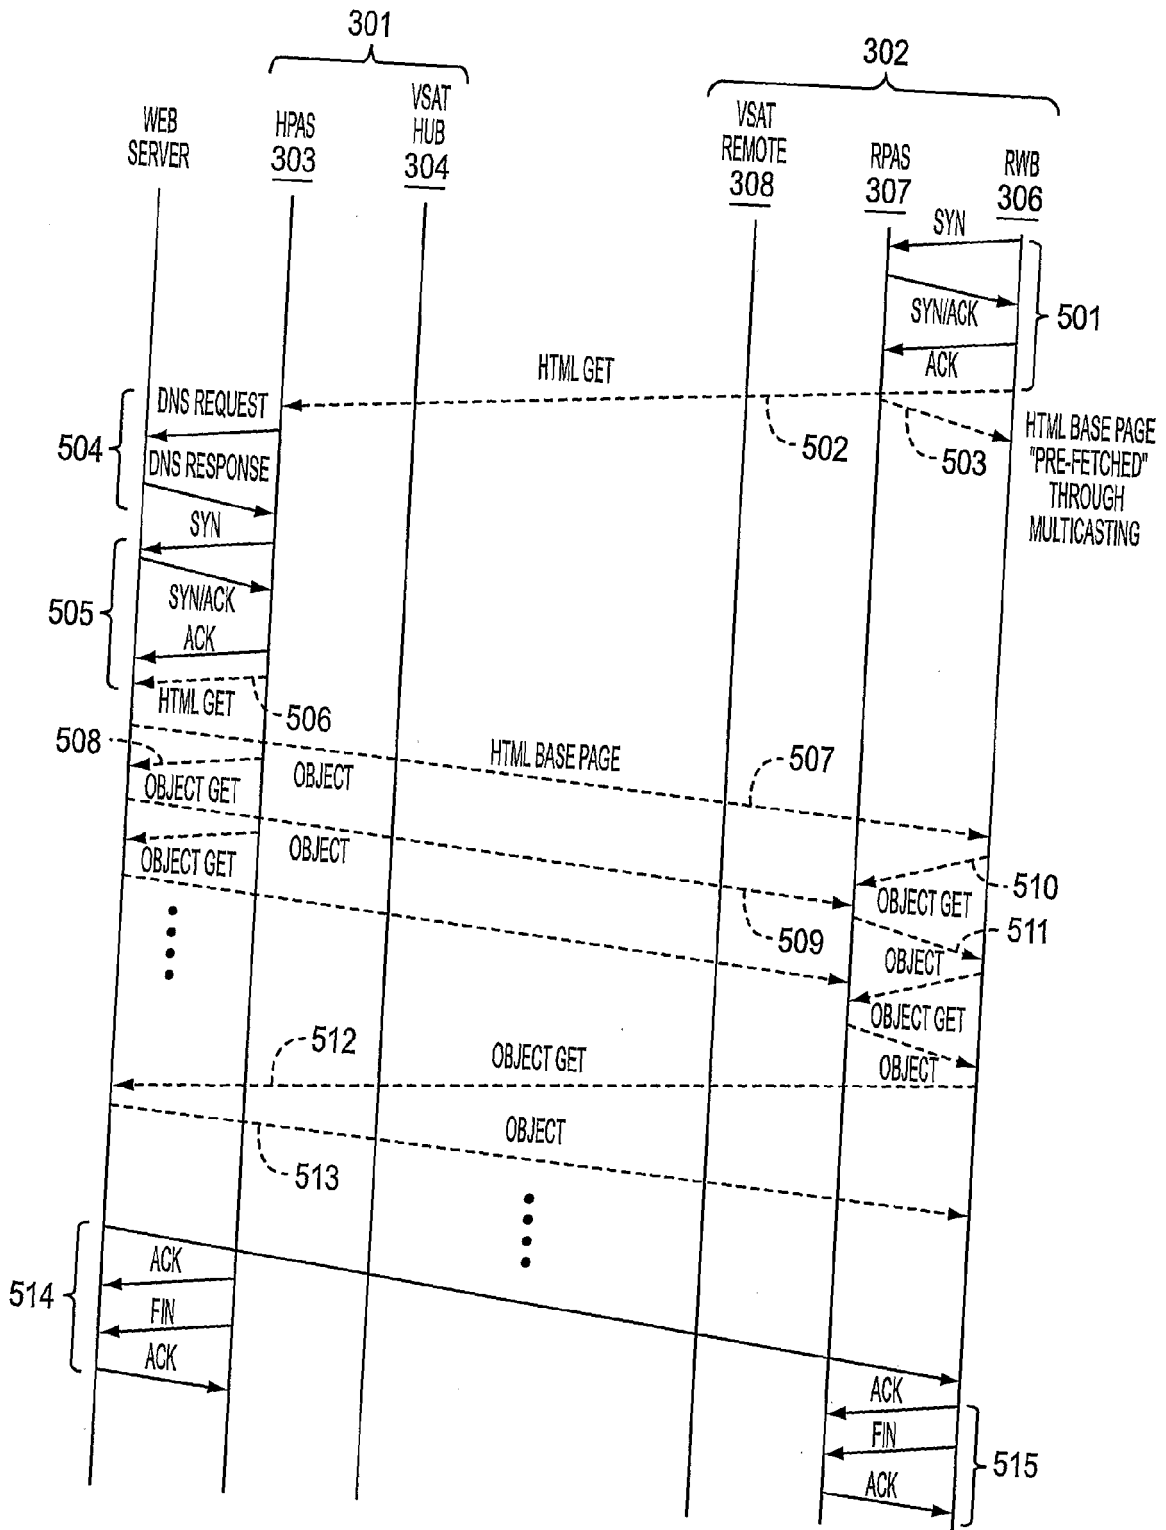 301
302
WEB
SERVER
HPAS
303
VSAT
HUB
304
VSAT
REMOTE
308
RPAS
307
RWB
306
SYN
SYN/ACK
501
ACK
HTML GET
502
503
HTML BASE PAGE
"PRE-FETCHED"
THROUGH
MULTICASTING
DNS REQUEST
504
DNS RESPONSE
SYN
SYN/ACK
505
ACK
HTML GET
506
508
HTML BASE PAGE
507
OBJECT GET
OBJECT
OBJECT GET
OBJECT
510
OBJECT GET
509
511
OBJECT
OBJECT GET
512
OBJECT GET
OBJECT
OBJECT
513
514
ACK
FIN
ACK
ACK
FIN
515
ACK